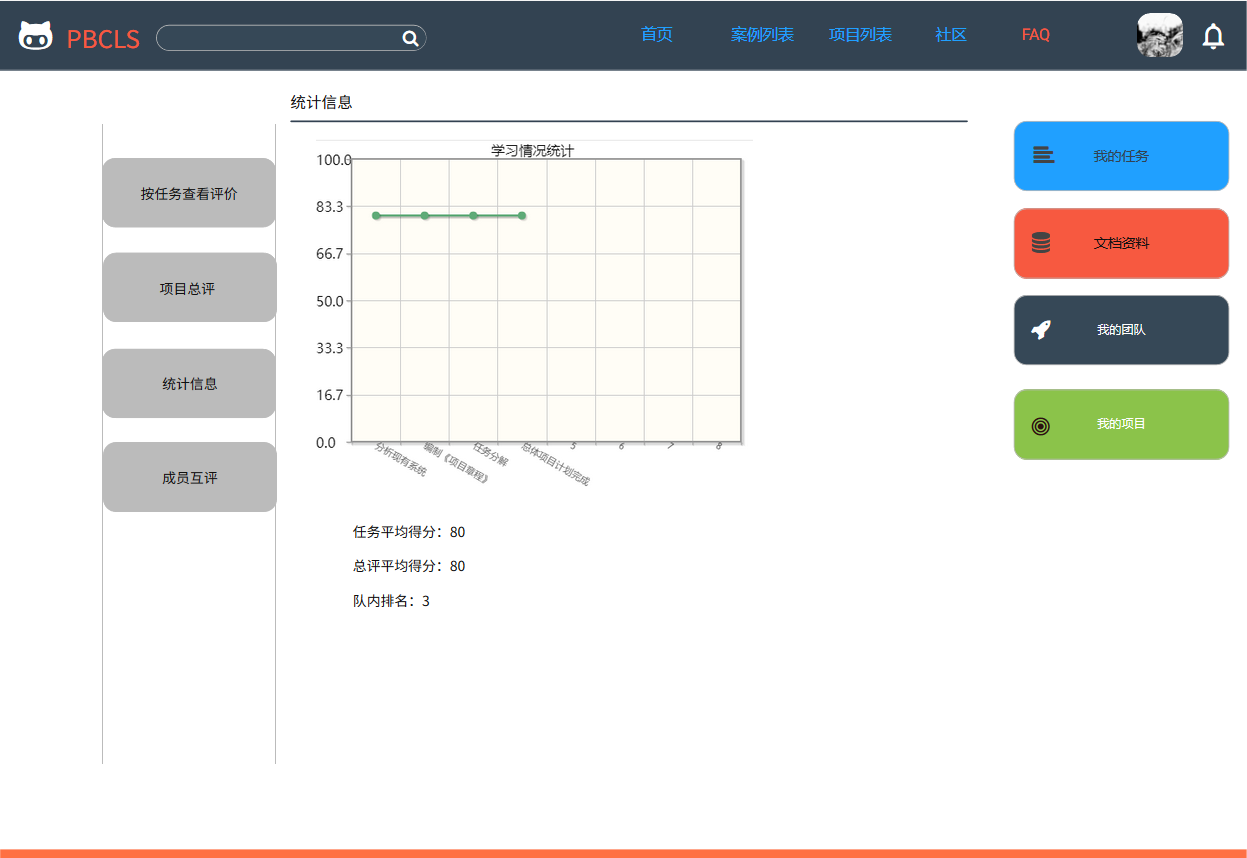 PBCLS
首页 案例列表 项目列表 社区 FAQ
统计信息
按任务查看评价
项目总评
统计信息
成员互评
学习情况统计
100.0
83.3
66.7
50.0
33.3
16.7
0.0
分析现有系统
编制《项目章程》
任务分解
总体项目计划完成
5
6
7
8
任务平均得分：80
总评平均得分：80
队内排名：3
我的任务
文档资料
我的团队
我的项目